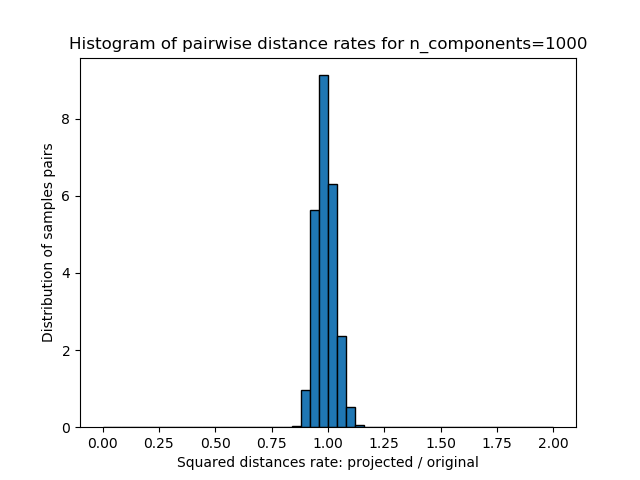 Histogram of pairwise distance rates for n_components=1000
Distribution of samples pairs
8
6
4
2
0
0.00 0.25 0.50 0.75 1.00 1.25 1.50 1.75 2.00
Squared distances rate: projected / original